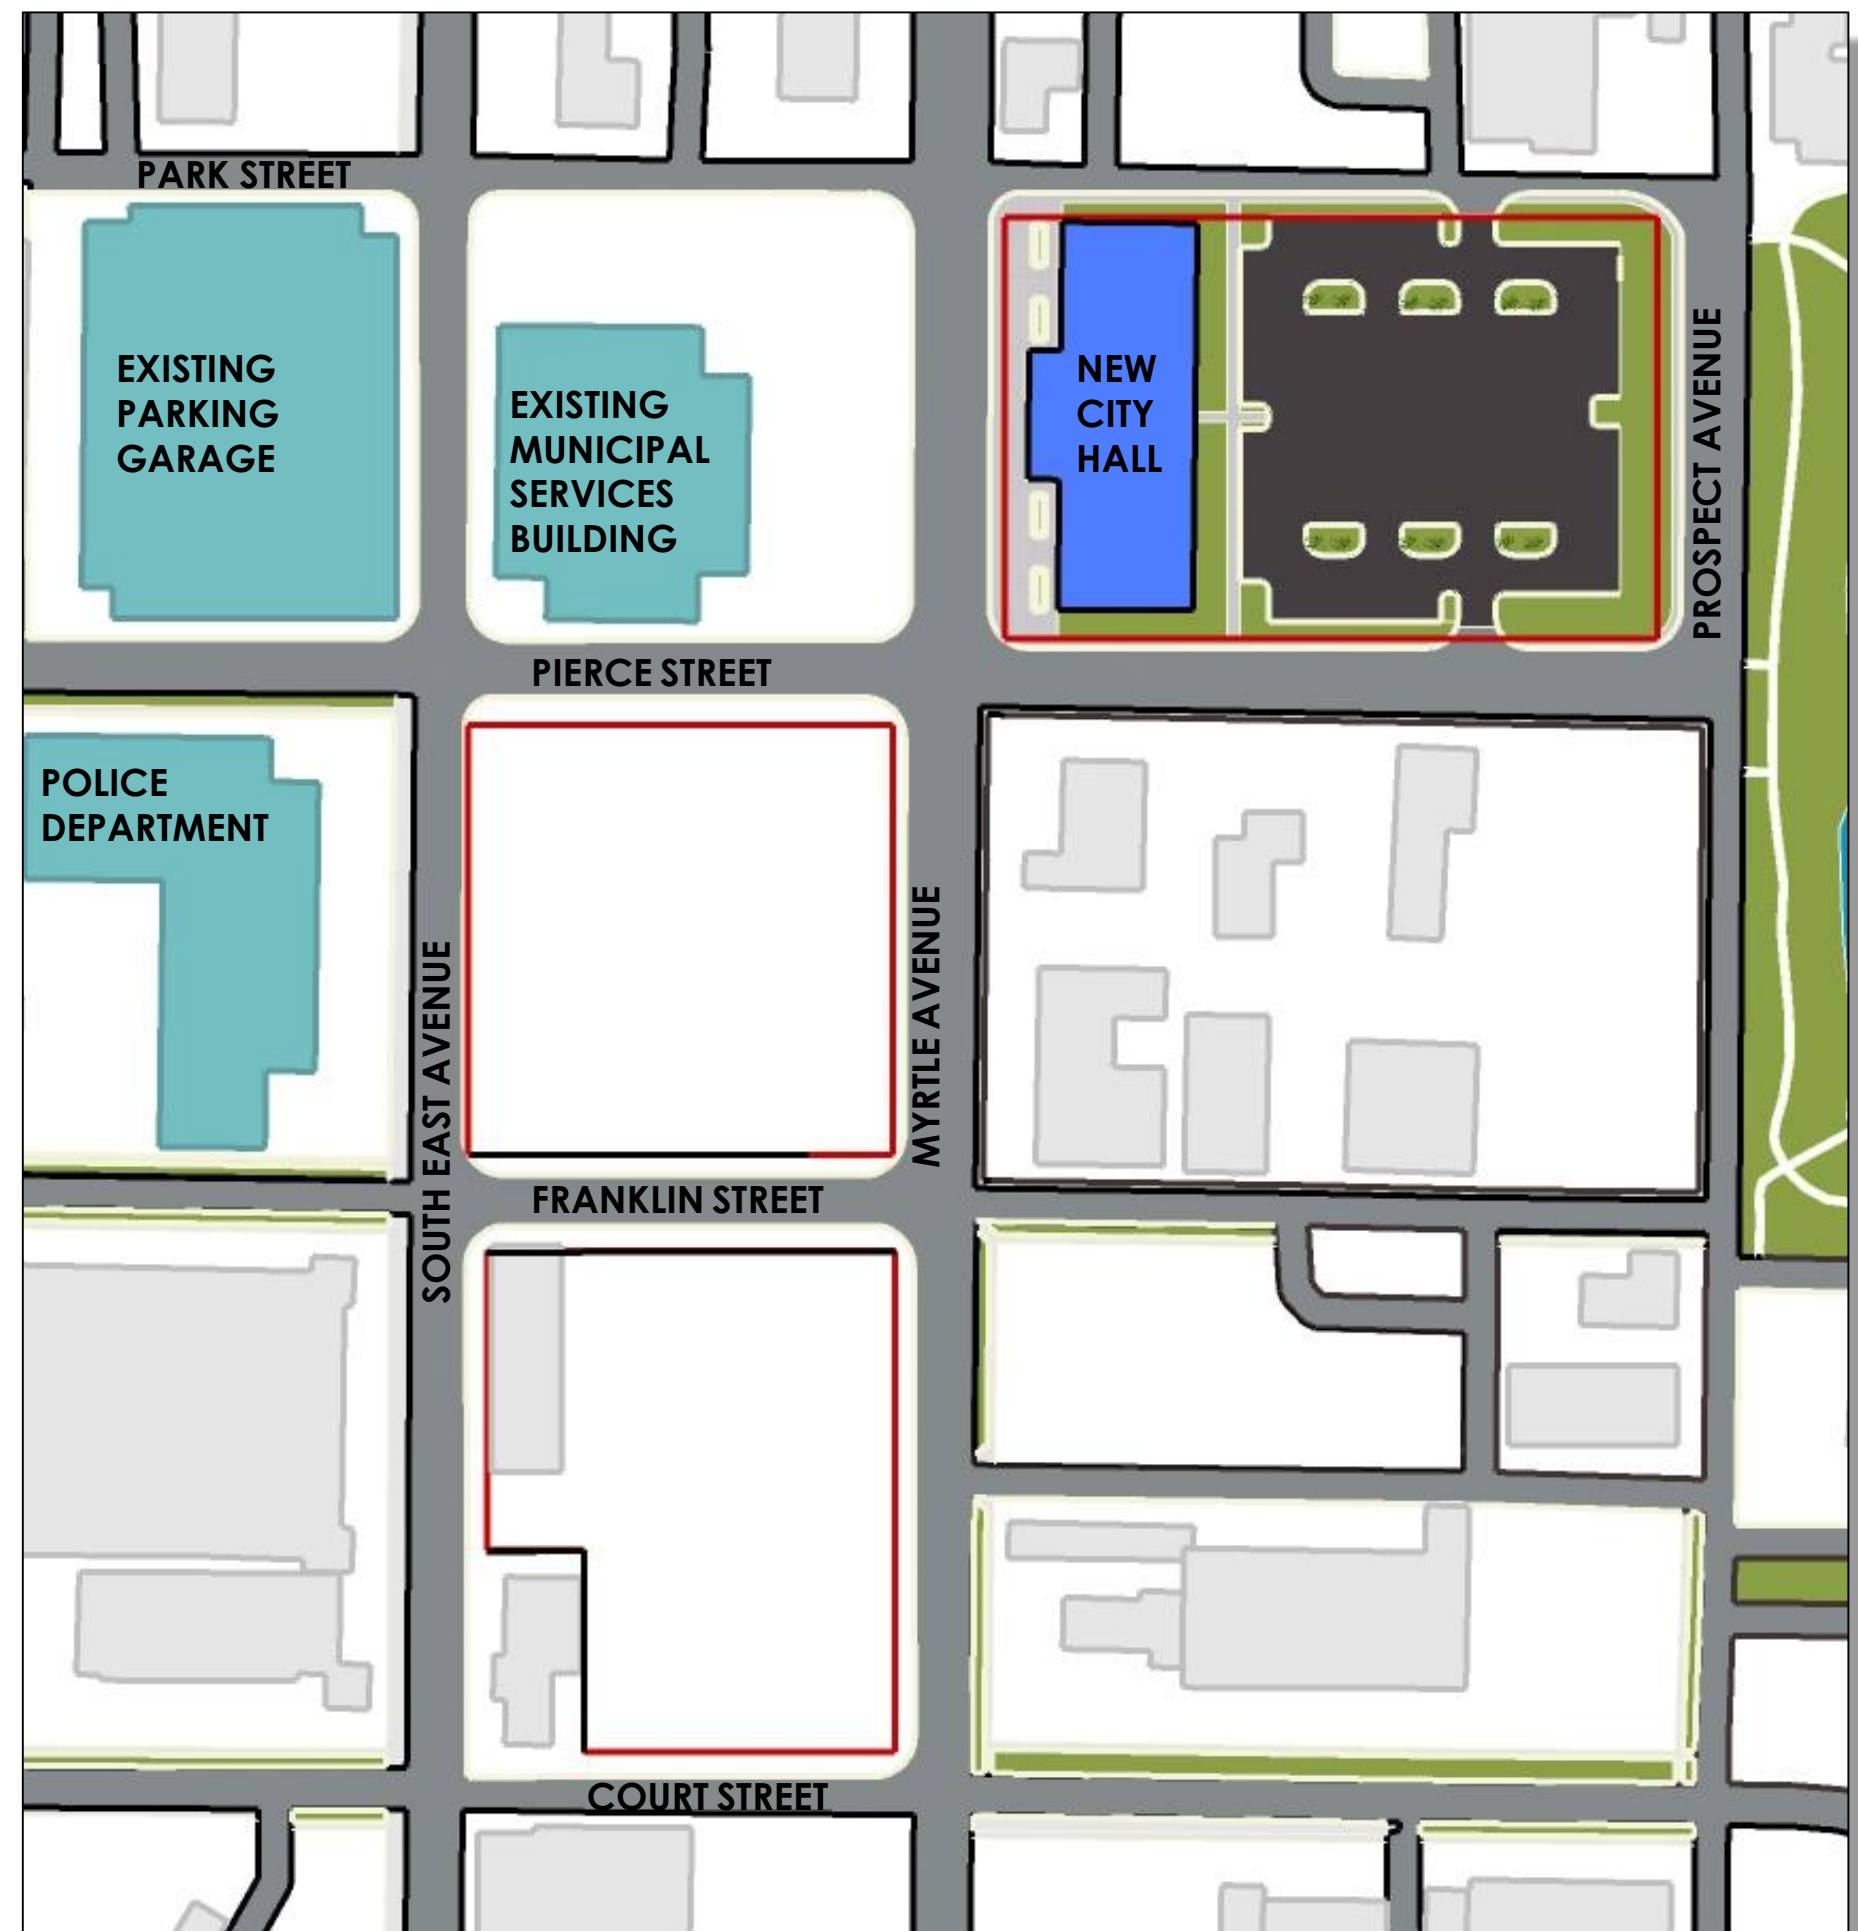 PARK STREET
EXISTING
PARKING
GARAGE
EXISTING
MUNICIPAL
SERVICES
BUILDING
NEW
CITY
HALL
PROSPECT AVENUE
PIERCE STREET
POLICE
DEPARTMENT
SOUTH EAST AVENUE
MYRTLE AVENUE
FRANKLIN STREET
COURT STREET